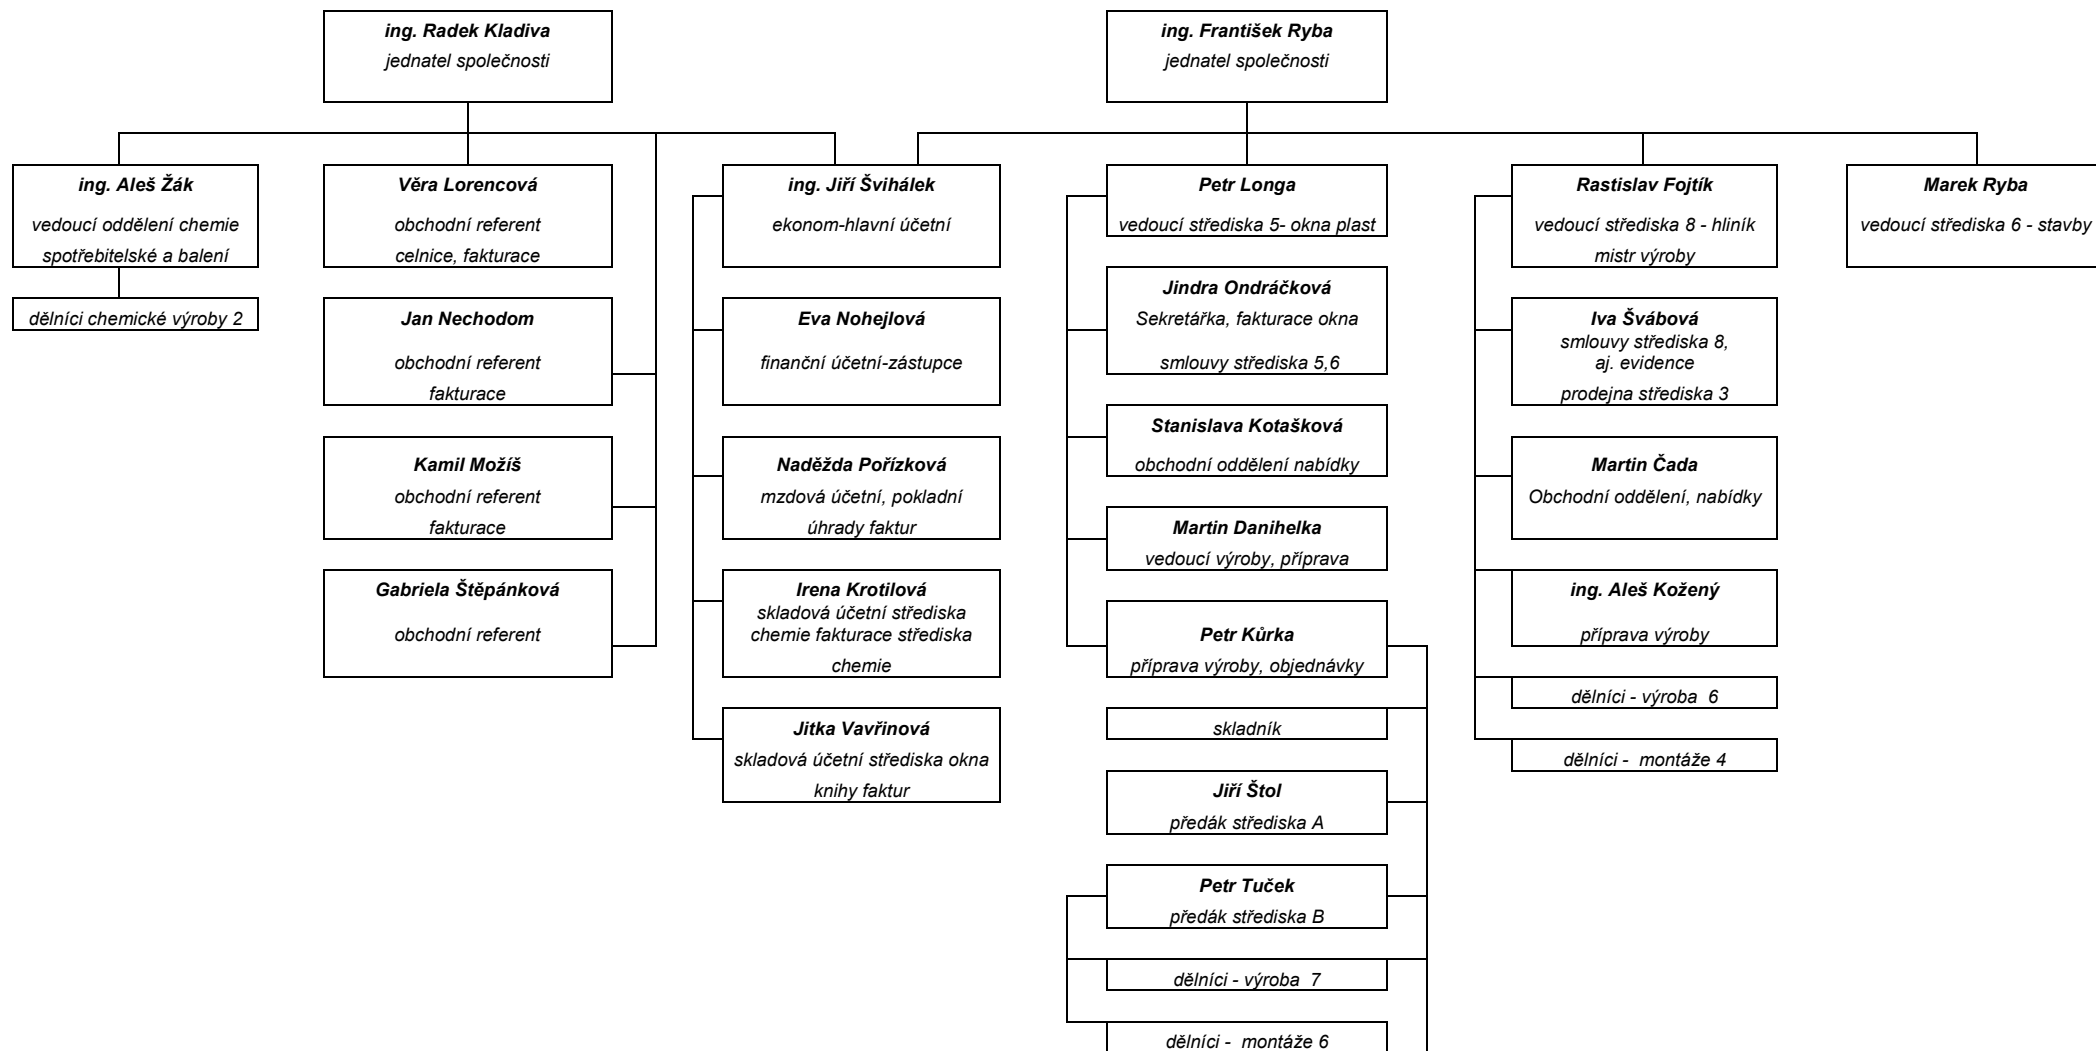 ing. Radek Kladiva
jednatel společnosti
ing. František Ryba
jednatel společnosti
ing. Aleš Žák
vedoucí oddělení chemie
spotřebitelské a balení
dělníci chemické výroby 2
Věra Lorencová
obchodní referent
celnice, fakturace
Jan Nechodom
obchodní referent
fakturace
Kamil Možíš
obchodní referent
fakturace
Gabriela Štěpánková
obchodní referent
ing. Jiří Švihálek
ekonom-hlavní účetní
Eva Nohejlová
finanční účetní-zástupce
Naděžda Pořízková
mzdová účetní, pokladní
úhrady faktur
Irena Krotilová
skladová účetní střediska
chemie fakturace střediska
chemie
Jitka Vavřinová
skladová účetní střediska okna
knihy faktur
Petr Longa
vedoucí střediska 5- okna plast
Jindra Ondráčková
Sekretářka, fakturace okna
smlouvy střediska 5,6
Stanislava Kotašková
obchodní oddělení nabídky
Martin Danihelka
vedoucí výroby, příprava
Petr Kůrka
příprava výroby, objednávky
skladník
Jiří Štol
předák střediska A
Petr Tuček
předák střediska B
dělníci - výroba  7
dělníci -  montáže 6
Rastislav Fojtík
vedoucí střediska 8 - hliník
mistr výroby
Iva Švábová
smlouvy střediska 8,
aj. evidence
prodejna střediska 3
Martin Čada
Obchodní oddělení, nabídky
ing. Aleš Kožený
příprava výroby
dělníci - výroba  6
dělníci -  montáže 4
Marek Ryba
vedoucí střediska 6 - stavby